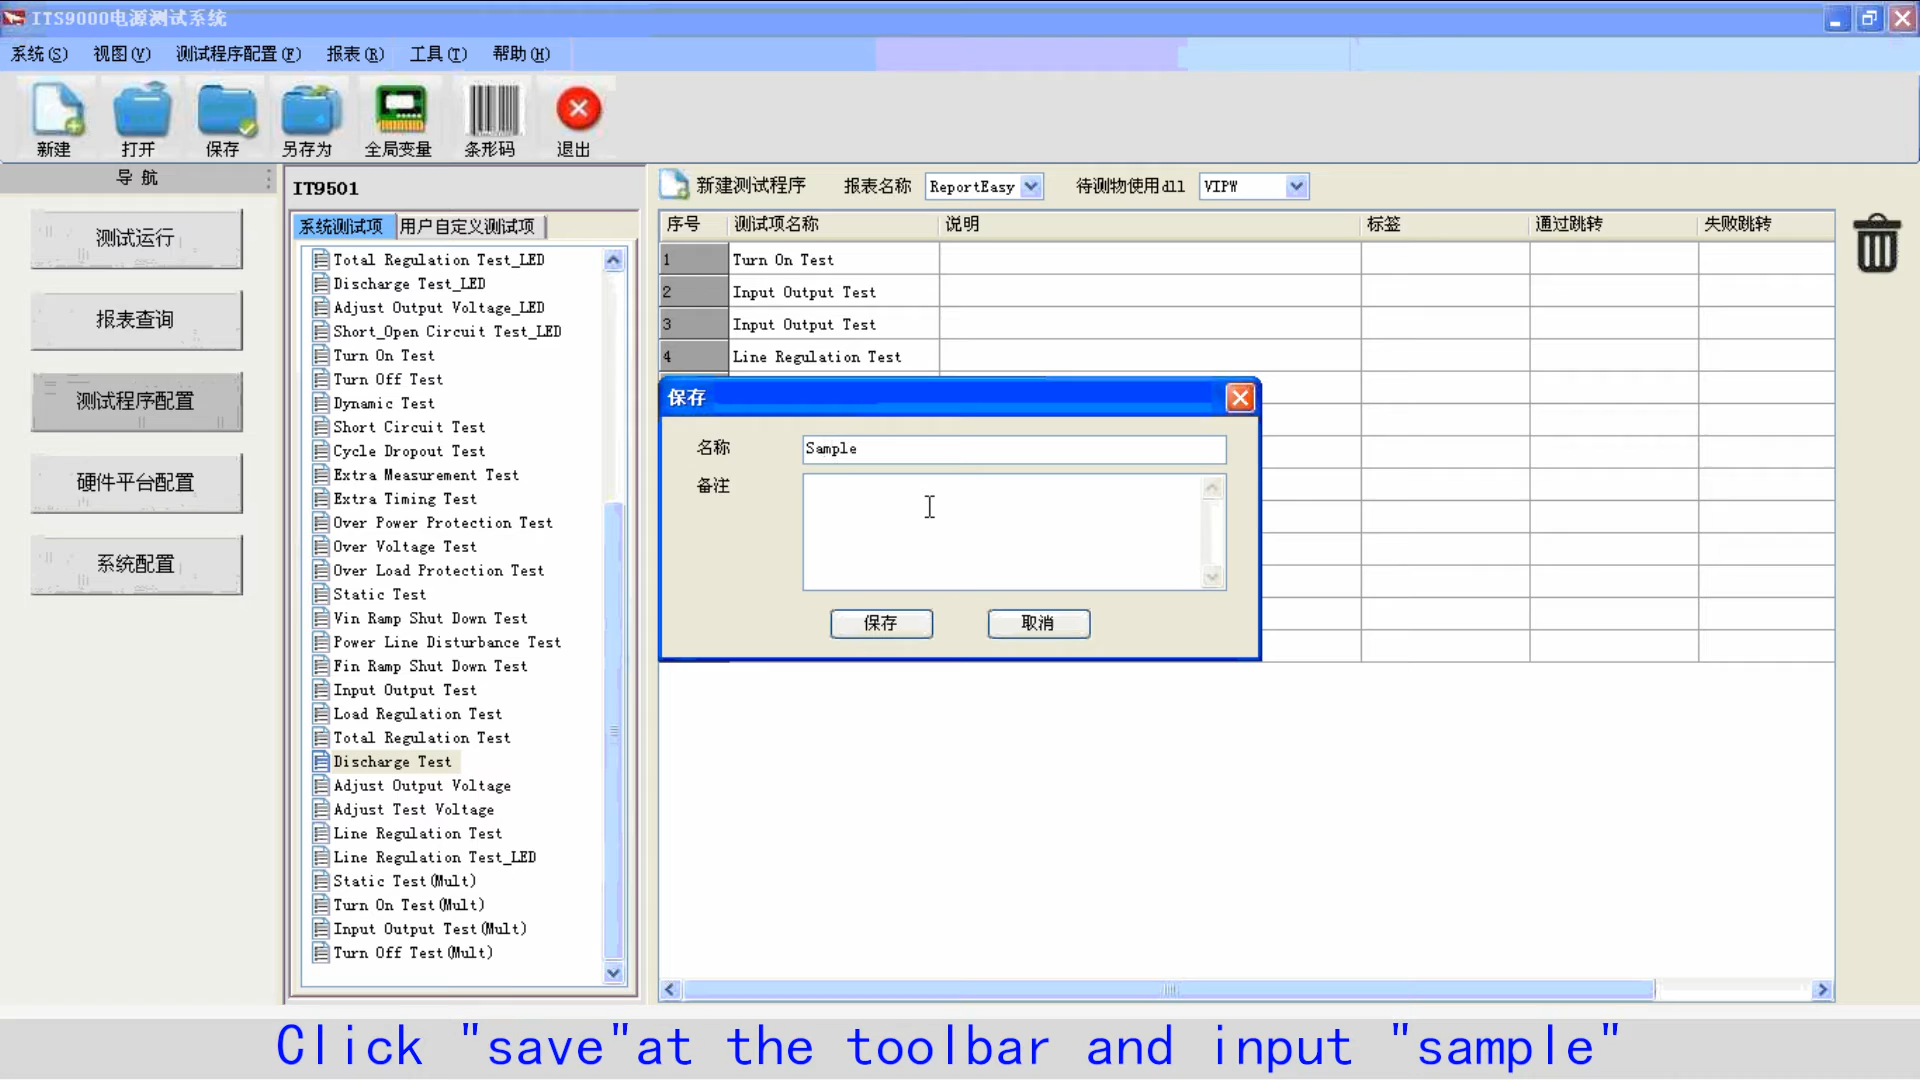 ITS9000电源测试系统
系统(S) 视图(V) 测试程序配置(F) 报表(R) 工具(T) 帮助(H)
新建 打开 保存 另存为 全局变量 条形码 退出
导 航
测试运行
报表查询
测试程序配置
硬件平台配置
系统配置
IT9501
系统测试项 用户自定义测试项
Total Regulation Test_LED
Discharge Test_LED
Adjust Output Voltage_LED
Short_Open Circuit Test_LED
Turn On Test
Turn Off Test
Dynamic Test
Short Circuit Test
Cycle Dropout Test
Extra Measurement Test
Extra Timing Test
Over Power Protection Test
Over Voltage Test
Over Load Protection Test
Static Test
Vin Ramp Shut Down Test
Power Line Disturbance Test
Fin Ramp Shut Down Test
Input Output Test
Load Regulation Test
Total Regulation Test
Discharge Test
Adjust Output Voltage
Adjust Test Voltage
Line Regulation Test
Line Regulation Test_LED
Static Test(Mult)
Turn On Test(Mult)
Input Output Test(Mult)
Turn Off Test(Mult)
新建测试程序 报表名称 ReportEasy 待测物使用dll VIPW
序号 测试项名称 说明 标签 通过跳转 失败跳转
1 Turn On Test
2 Input Output Test
3 Input Output Test
4 Line Regulation Test
保存
名称 Sample
备注
保存 取消
Click "save"at the toolbar and input "sample"